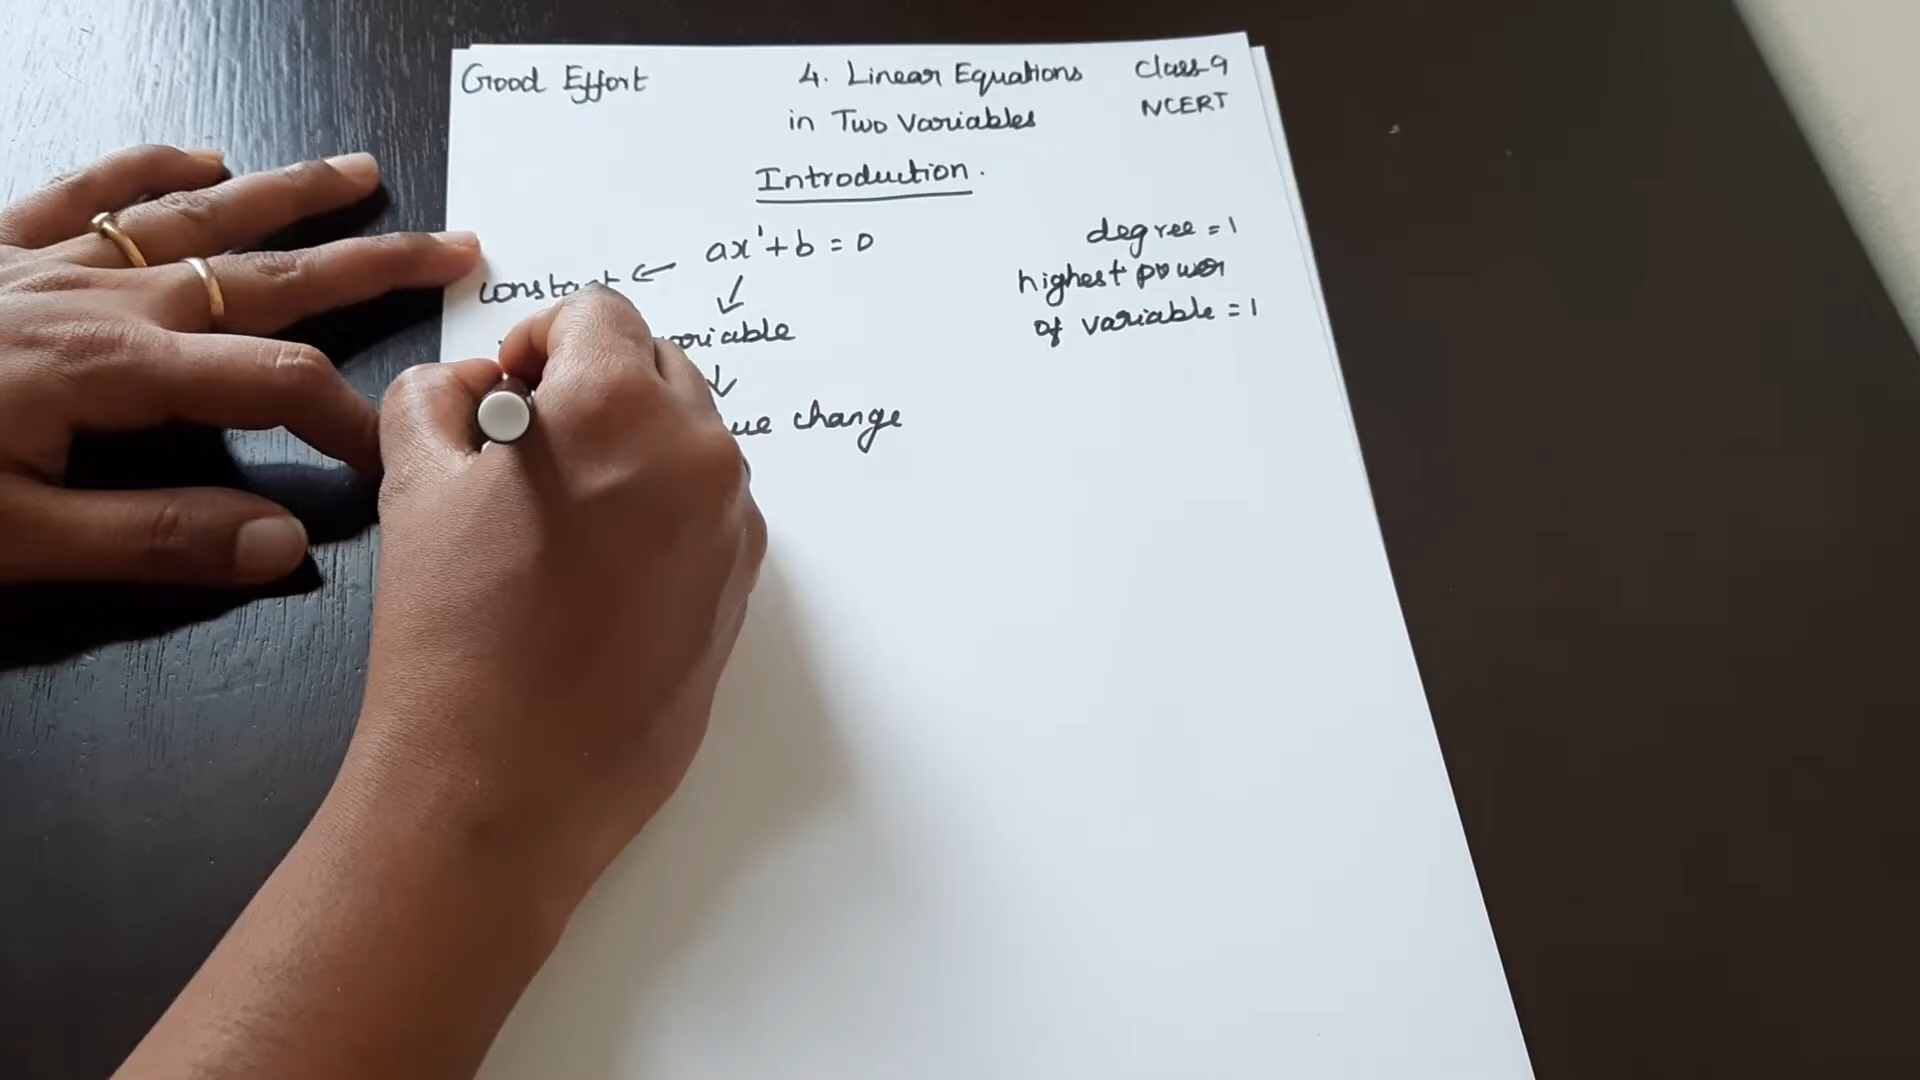 Good Effort
4. Linear Equations
in Two Variables
Class-9
NCERT
Introduction.
ax¹+b = 0
constant ←
↓
variable
↓
change
degree = 1
highest power
of variable = 1